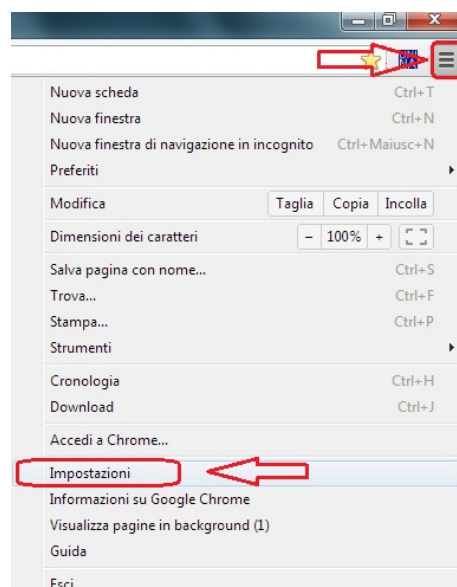 Nuova scheda Ctrl+T
Nuova finestra Ctrl+N
Nuova finestra di navigazione in incognito Ctrl+Maiusc+N
Preferiti
Modifica Taglia Copia Incolla
Dimensioni dei caratteri - 100% +
Salva pagina con nome... Ctrl+S
Trova... Ctrl+F
Stampa... Ctrl+P
Strumenti
Cronologia Ctrl+H
Download Ctrl+J
Accedi a Chrome...
Impostazioni
Informazioni su Google Chrome
Visualizza pagine in background (1)
Guida
Esci